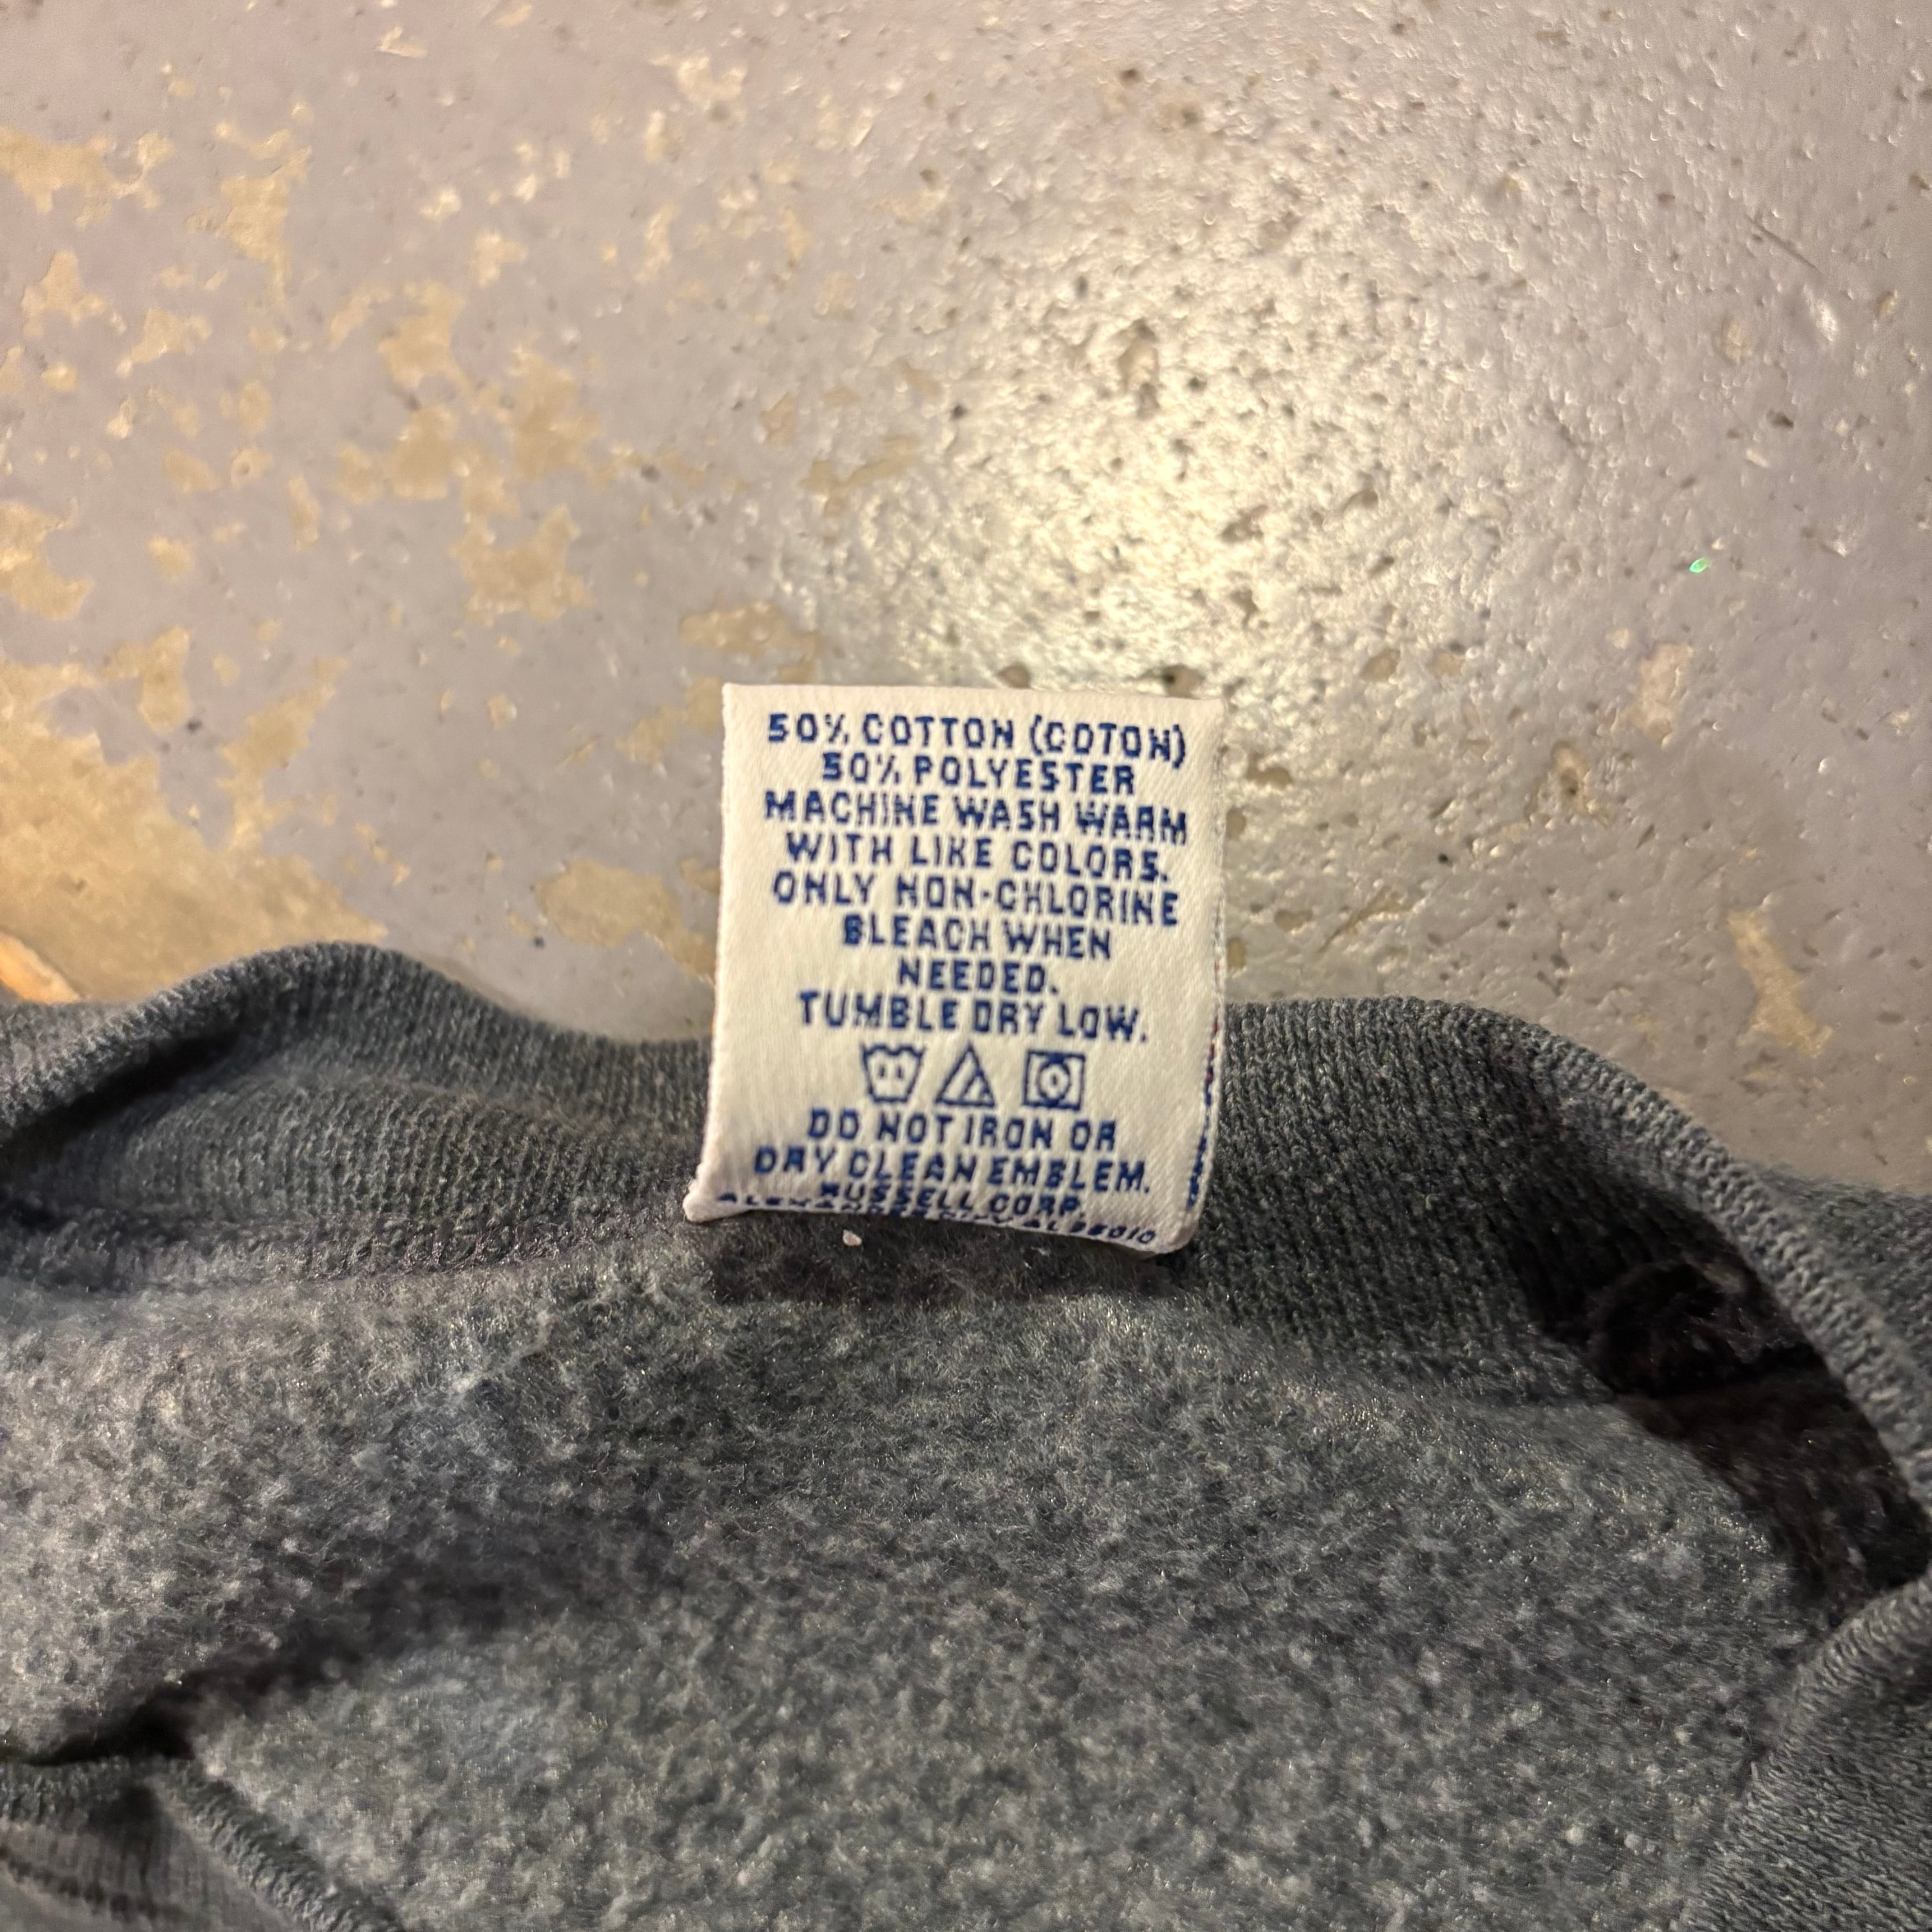 50% COTTON (COTON)
50% POLYESTER
MACHINE WASH WARM
WITH LIKE COLORS.
ONLY NON-CHLORINE
BLEACH WHEN
NEEDED.
TUMBLE DRY LOW.
DO NOT IRON OR
DRY CLEAN EMBLEM.
RUSSELL CORP.